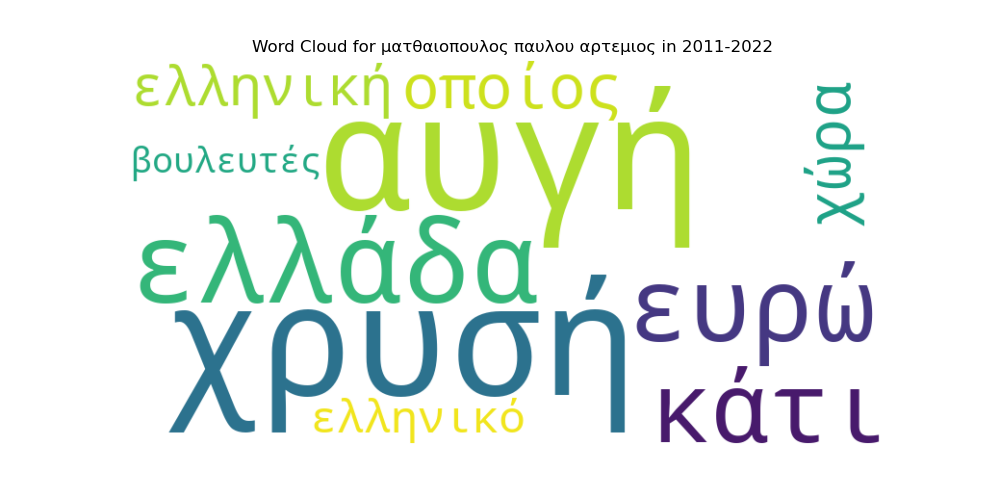 Word Cloud for ματθαιοπουλος παυλου αρτεμιος in 2011-2022
ελληνική οποίος
αυγή
χώρα
βουλευτές
ελλάδα
ευρώ
χρυσή
κάτι
ελληνικό